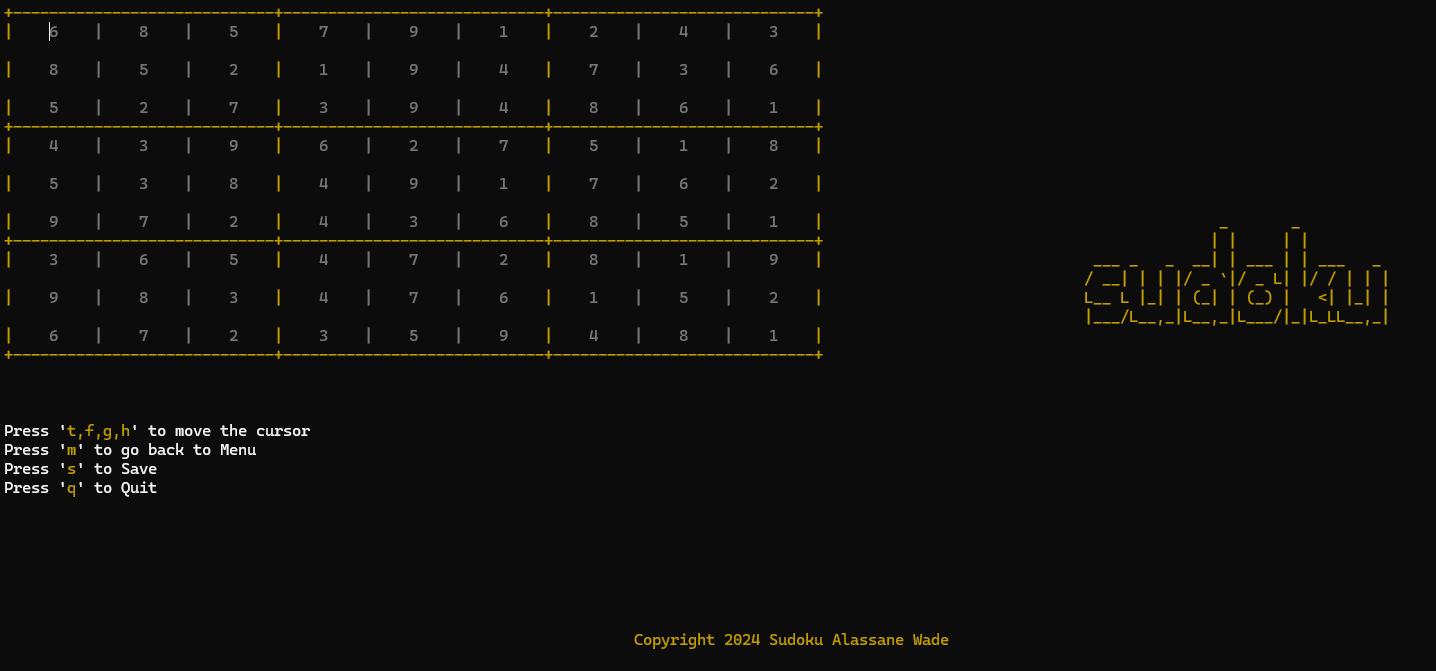 6 | 8 | 5 | 7 | 9 | 1 | 2 | 4 | 3
8 | 5 | 2 | 1 | 9 | 4 | 7 | 3 | 6
5 | 2 | 7 | 3 | 9 | 4 | 8 | 6 | 1
4 | 3 | 9 | 6 | 2 | 7 | 5 | 1 | 8
5 | 3 | 8 | 4 | 9 | 1 | 7 | 6 | 2
9 | 7 | 2 | 4 | 3 | 6 | 8 | 5 | 1
3 | 6 | 5 | 4 | 7 | 2 | 8 | 1 | 9
9 | 8 | 3 | 4 | 7 | 6 | 1 | 5 | 2
6 | 7 | 2 | 3 | 5 | 9 | 4 | 8 | 1
sudoku
Press 't,f,g,h' to move the cursor
Press 'm' to go back to Menu
Press 's' to Save
Press 'q' to Quit
Copyright 2024 Sudoku Alassane Wade